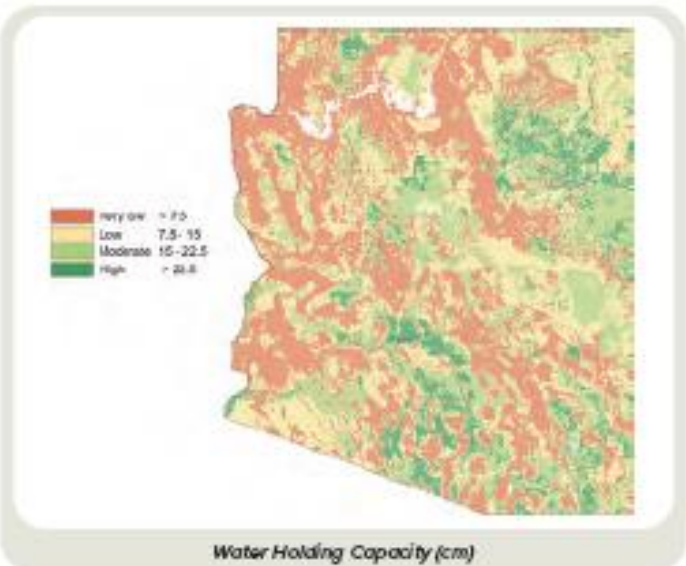 Very low < 7.5
Low 7.5- 15
Moderate 15 -22.5
High > 22.5
Water Holding Capacity (cm)